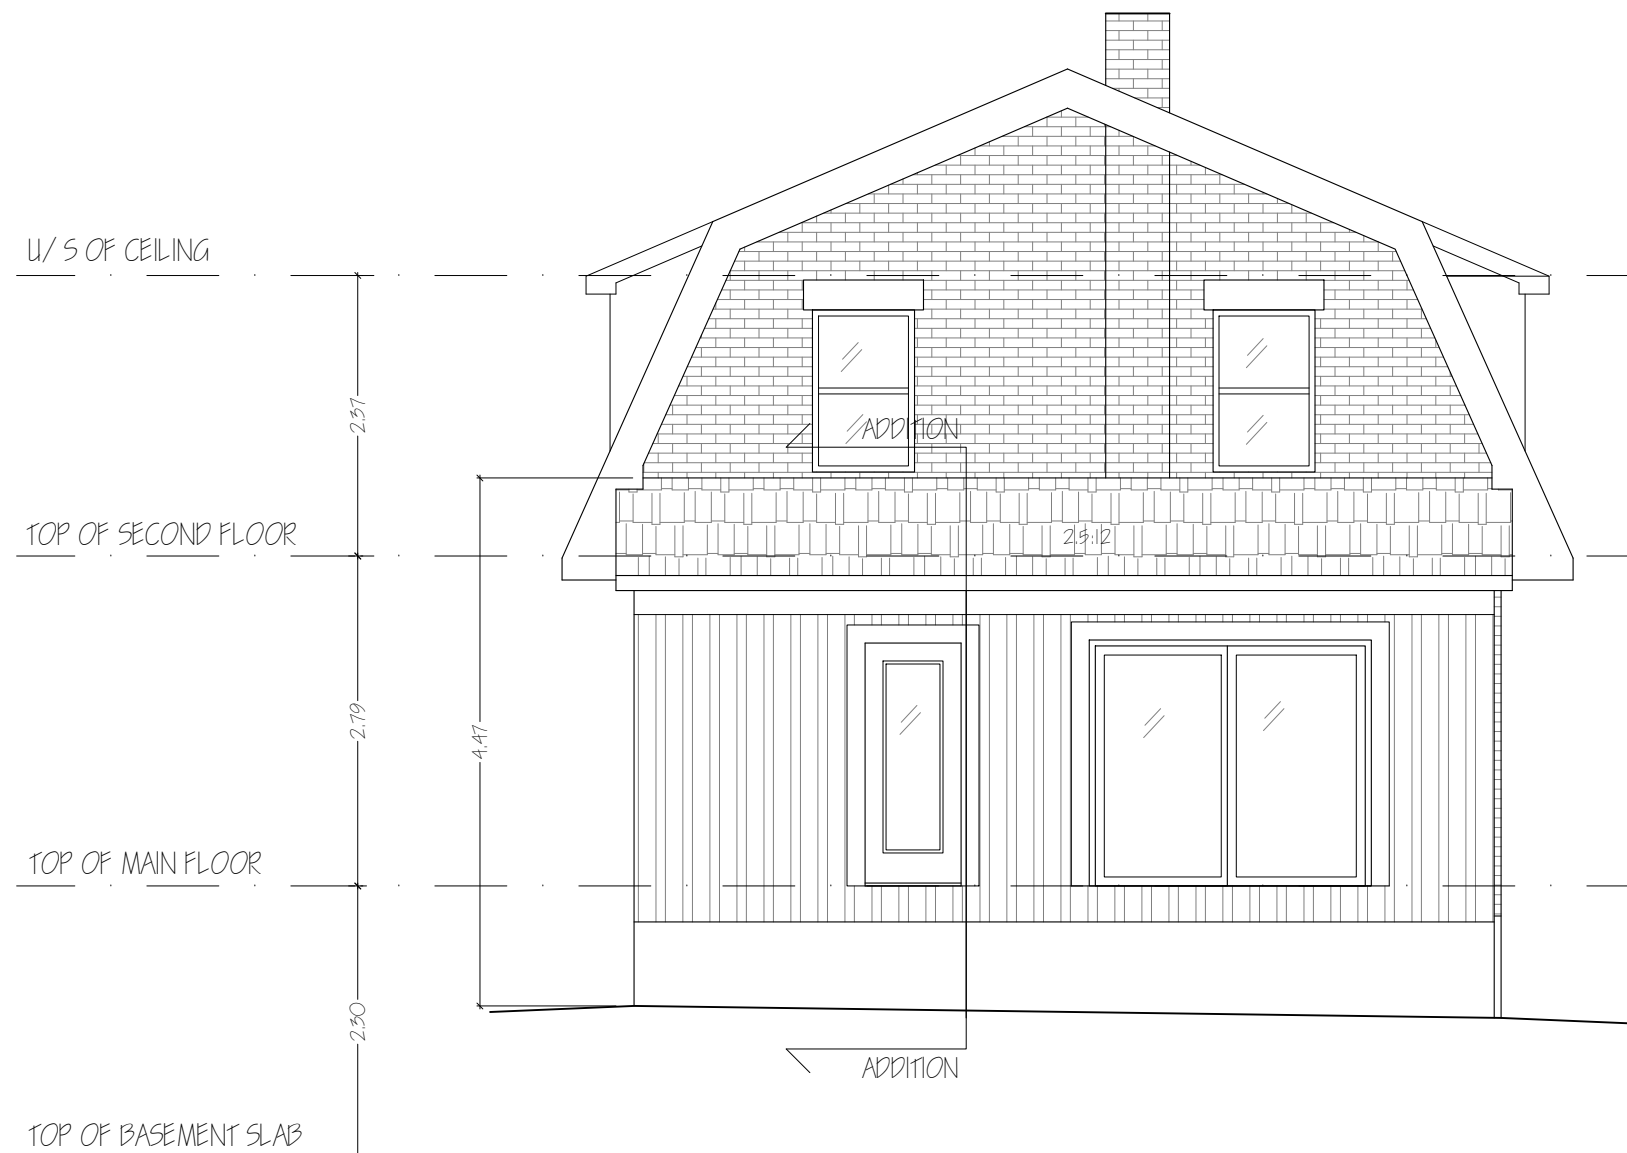 U/S OF CEILING
2.37
ADDITION
TOP OF SECOND FLOOR
2.5:12
2.79
4.47
TOP OF MAIN FLOOR
2.30
ADDITION
TOP OF BASEMENT SLAB